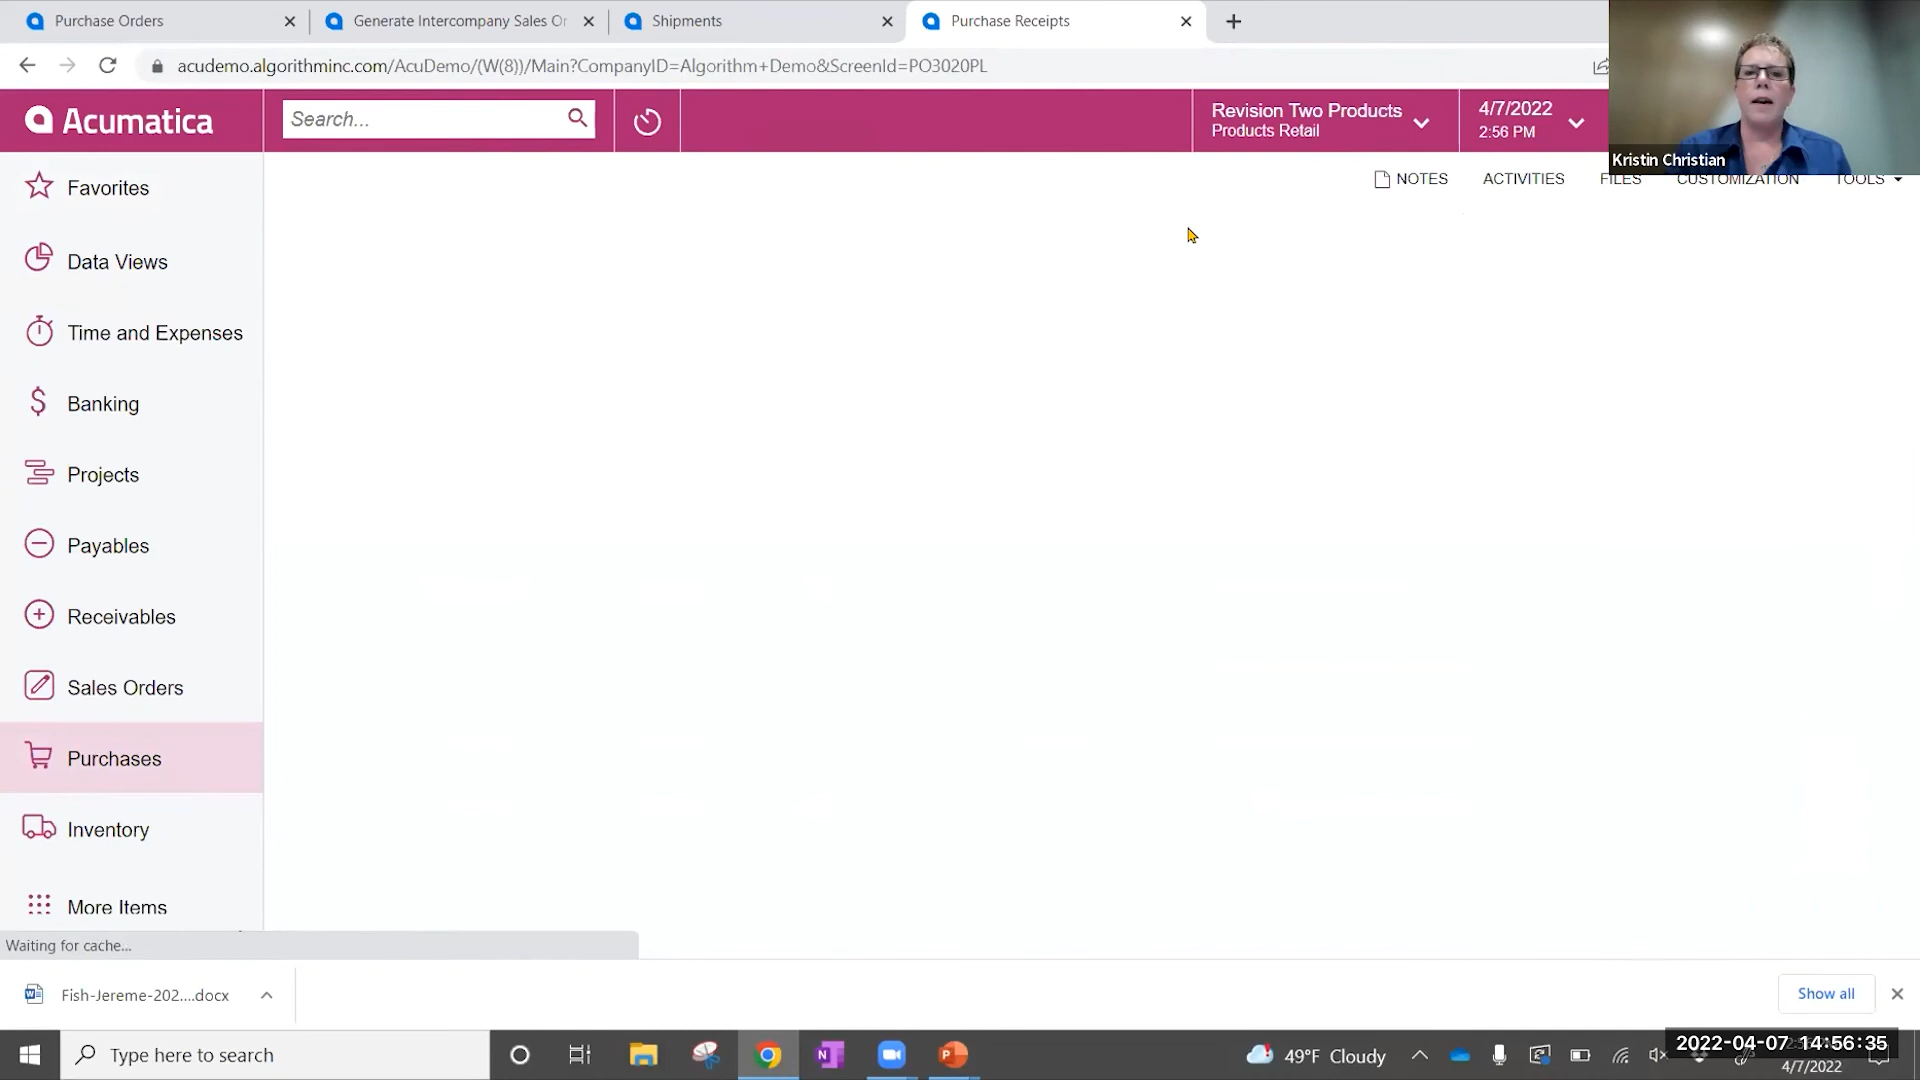 Purchase Orders
Generate Intercompany Sales Or
Shipments
Purchase Receipts
acudemo.algorithminc.com/AcuDemo/(W(8))/Main?CompanyID=Algorithm+Demo&ScreenId=PO3020PL
Acumatica
Search...
Revision Two Products
Products Retail
4/7/2022
2:56 PM
Kristin Christian
NOTES
ACTIVITIES
FILES
CUSTOMIZATION
TOOLS
Favorites
Data Views
Time and Expenses
Banking
Projects
Payables
Receivables
Sales Orders
Purchases
Inventory
More Items
Waiting for cache...
Fish-Jereme-202....docx
Show all
Type here to search
49°F Cloudy
2022-04-07 14:56:35
4/7/2022